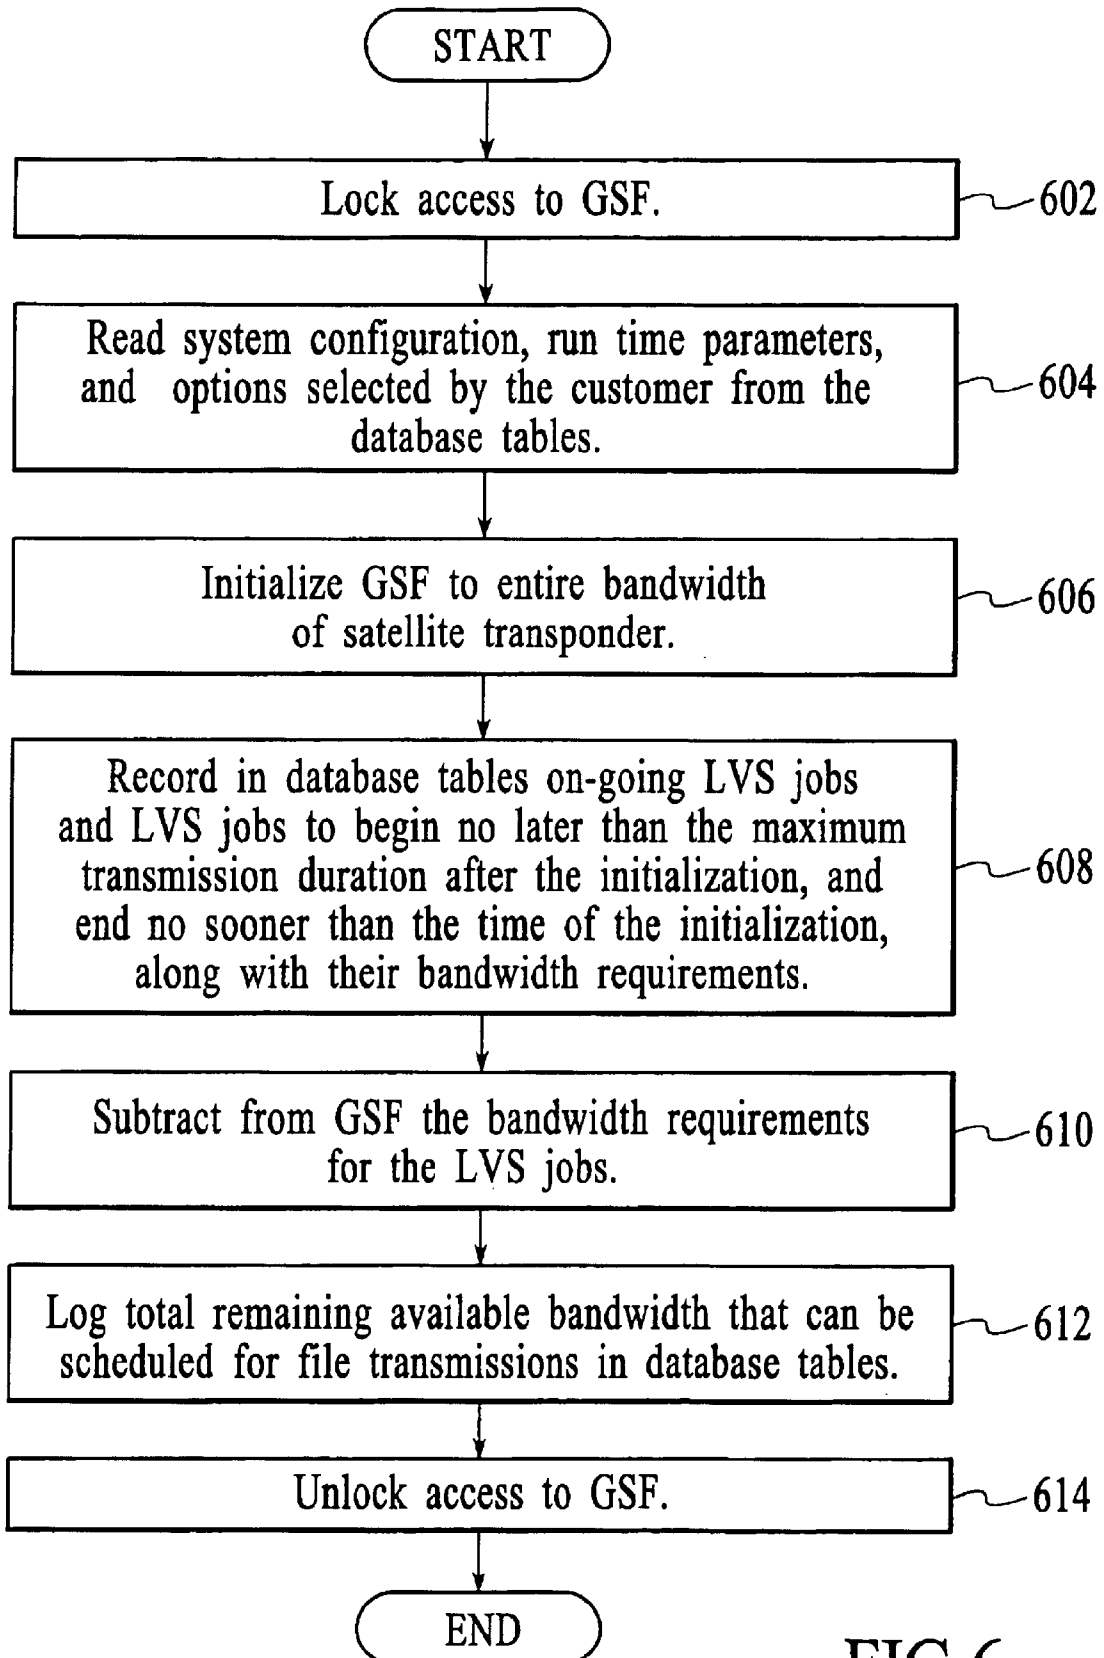 START
Lock access to GSF.
602
Read system configuration, run time parameters,
and options selected by the customer from the
database tables.
604
Initialize GSF to entire bandwidth
of satellite transponder.
606
Record in database tables on-going LVS jobs
and LVS jobs to begin no later than the maximum
transmission duration after the initialization, and
end no sooner than the time of the initialization,
along with their bandwidth requirements.
608
Subtract from GSF the bandwidth requirements
for the LVS jobs.
610
Log total remaining available bandwidth that can be
scheduled for file transmissions in database tables.
612
Unlock access to GSF.
614
END
FIG.6